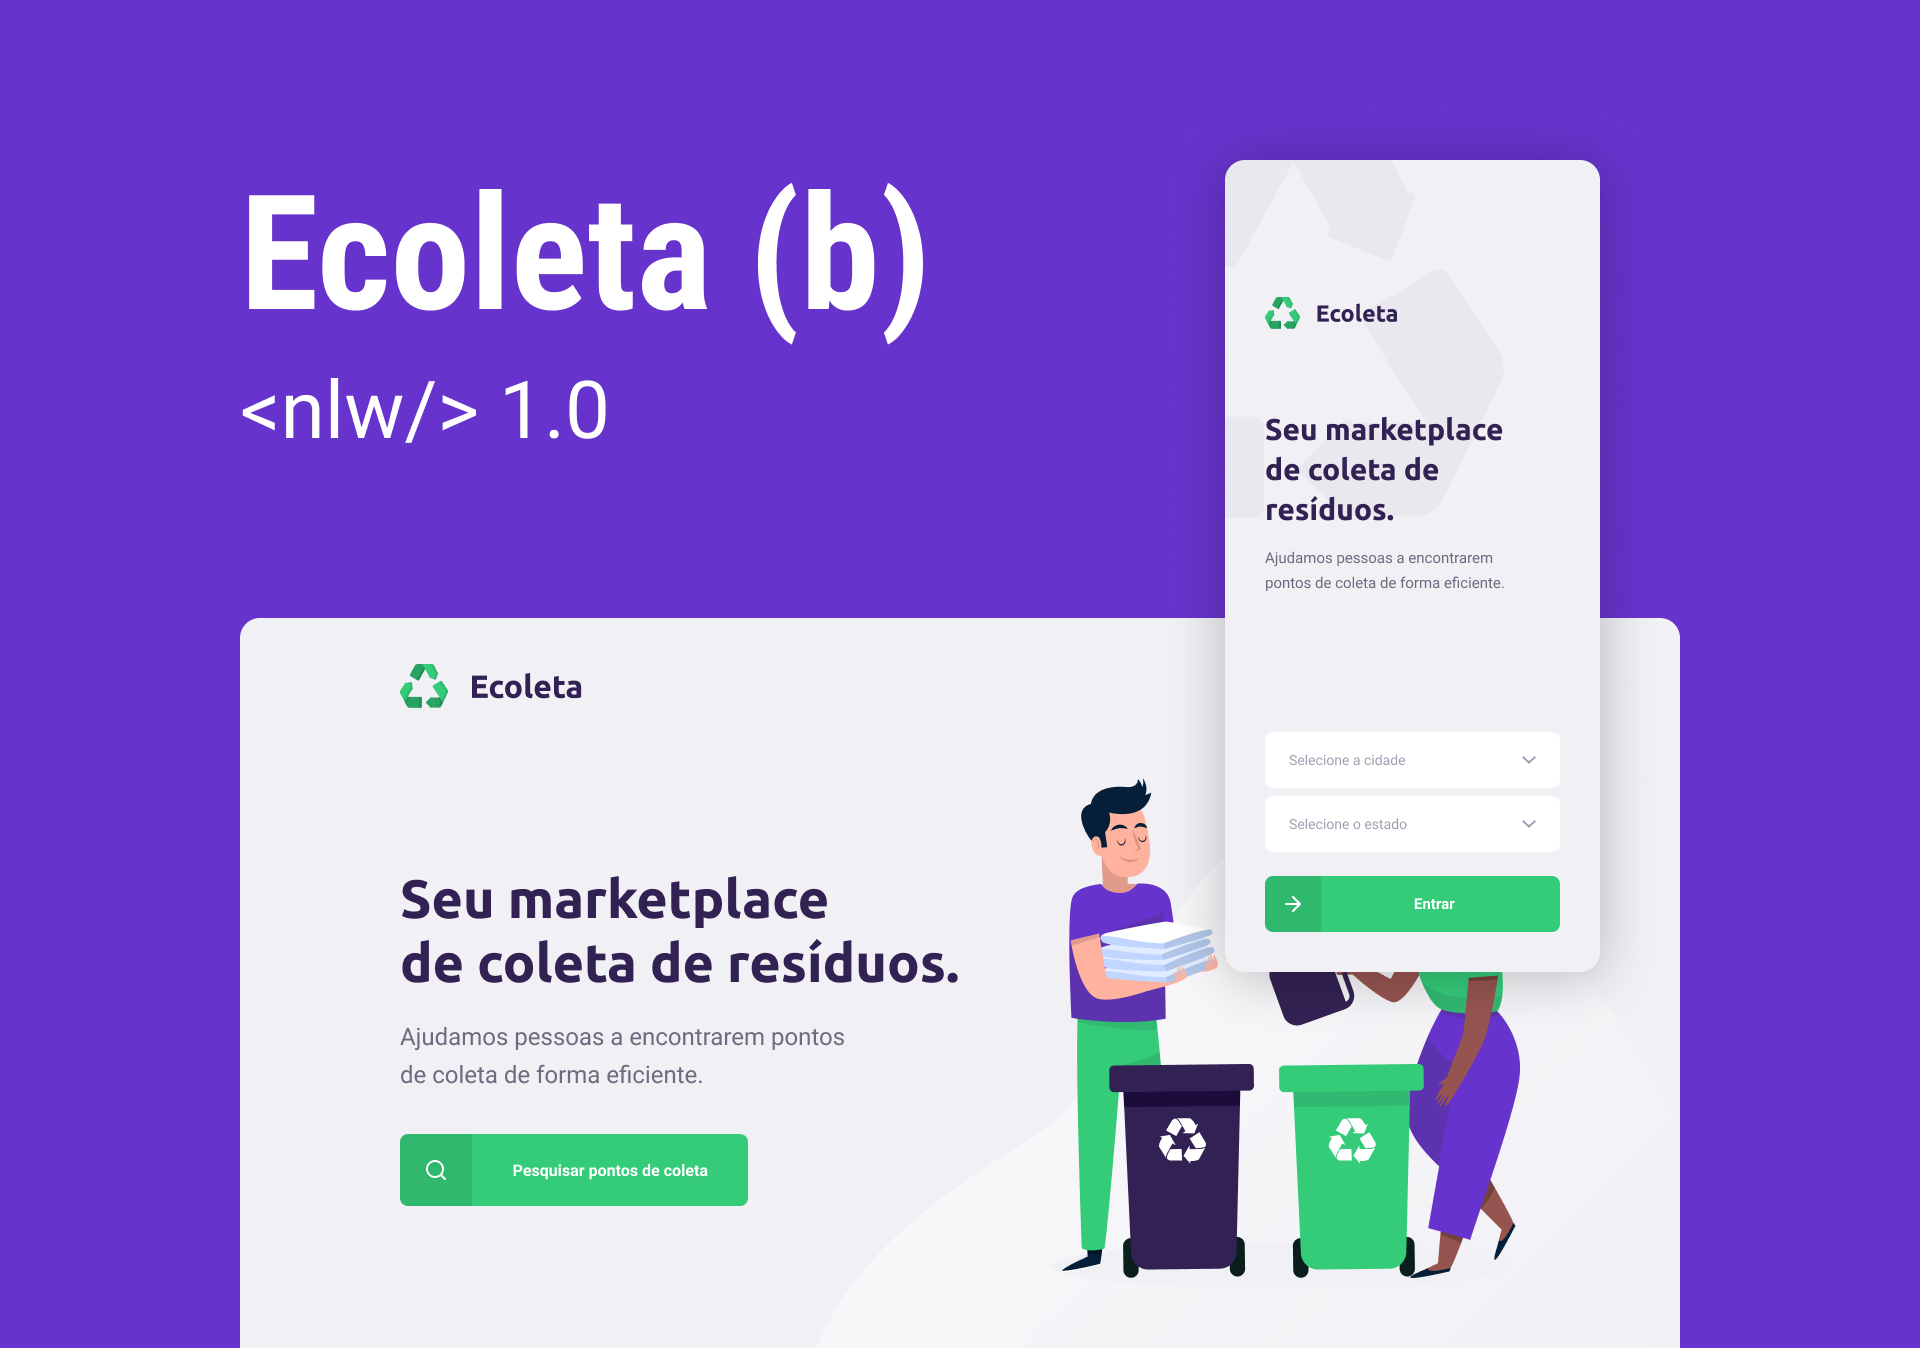 Ecoleta (b)
<nlw/> 1.0
Ecoleta
Seu marketplace
de coleta de
resíduos.
Ajudamos pessoas a encontrarem
pontos de coleta de forma eficiente.
Selecione a cidade
Selecione o estado
Entrar
Ecoleta
Seu marketplace
de coleta de resíduos.
Ajudamos pessoas a encontrarem pontos
de coleta de forma eficiente.
Pesquisar pontos de coleta